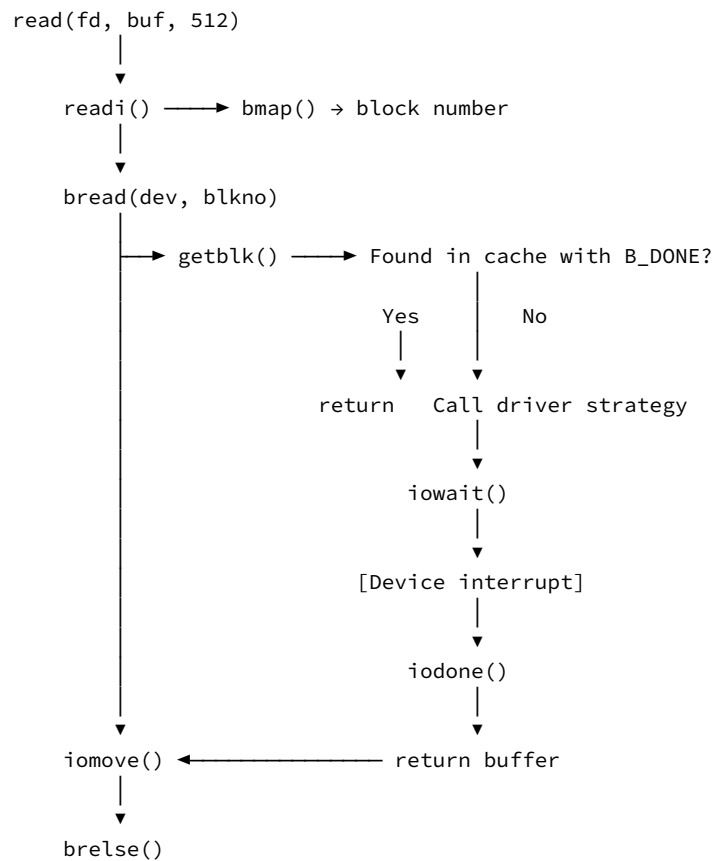 read(fd, buf, 512)
readi() → bmap() → block number
bread(dev, blkno)
getblk() → Found in cache with B_DONE?
Yes No
return Call driver strategy
iowait()
[Device interrupt]
iodone()
iomove() ← return buffer
brelse()